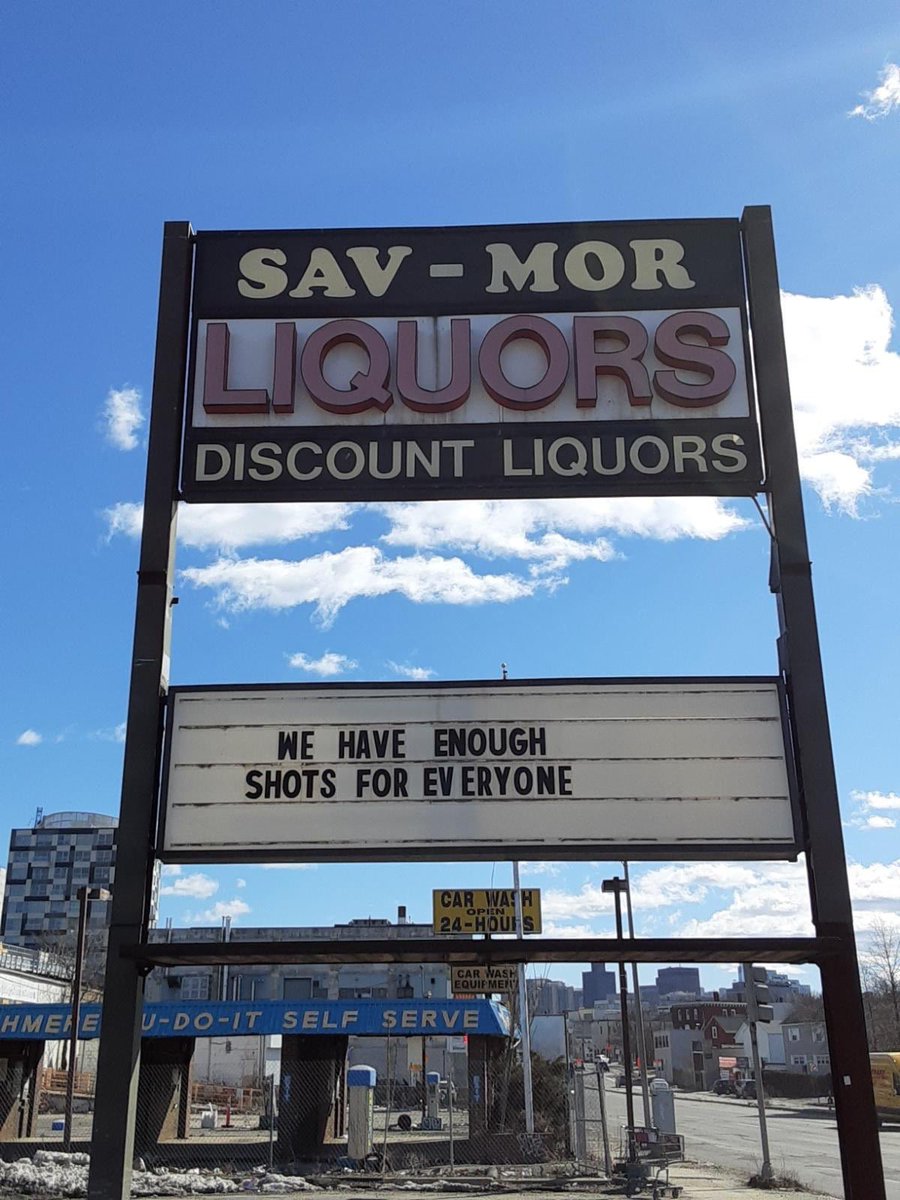 SAV-MOR
LIQUORS
DISCOUNT LIQUORS
WE HAVE ENOUGH
SHOTS FOR EVERYONE
CAR WASH
OPEN
24-HOURS
CAR WASH
EQUIPMENT
HMERE U-DO-IT SELF SERVE